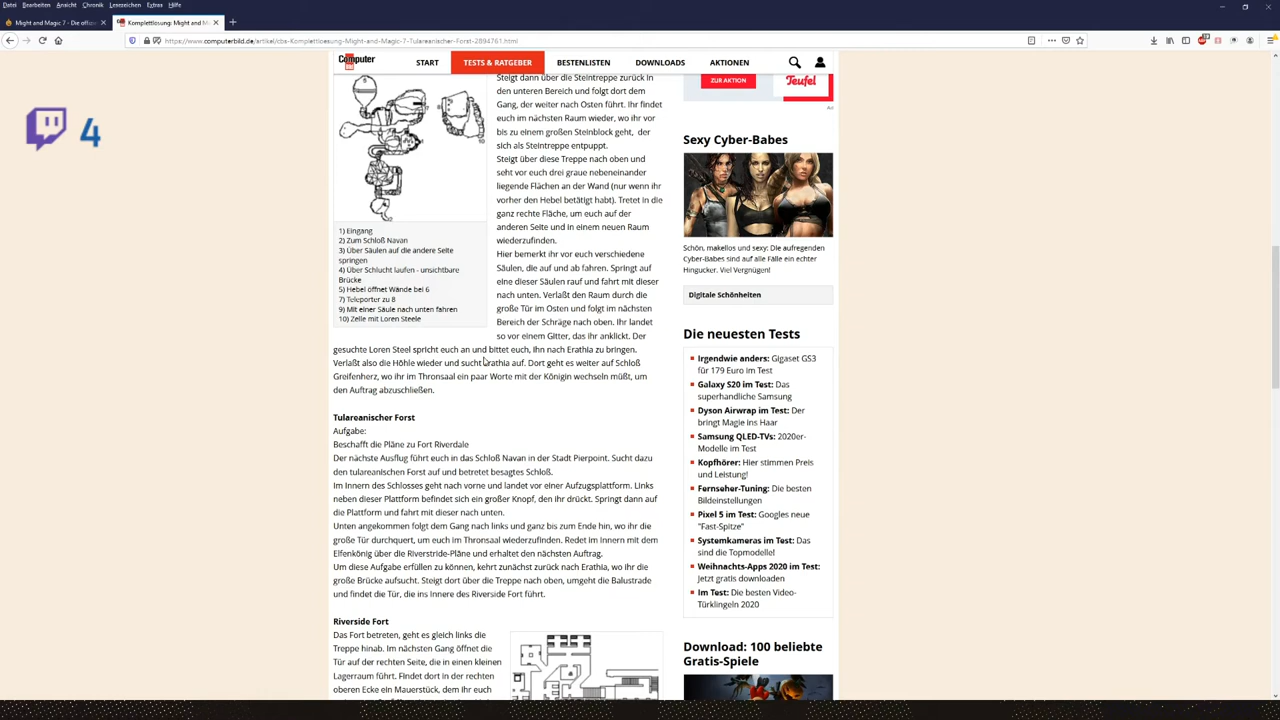 Datei Bearbeiten Ansicht Chronik Lesezeichen Extras Hilfe
Might and Magic 7 - Die offiz
Komplettlösung: Might and M
https://www.computerbild.de/artikel/cbs-Komplettloesung-Might-and-Magic-7-Tulareanischer-Forst-2894761.html
Computer
START
TESTS & RATGEBER
BESTENLISTEN
DOWNLOADS
AKTIONEN
4
Steigt dann über die Steintreppe zurück in
den unteren Bereich und folgt dort dem
Gang, der weiter nach Osten führt. Ihr findet
euch im nächsten Raum wieder, wo ihr vor
bis zu einem großen Steinblock geht, der
sich als Steintreppe entpuppt.
Steigt über diese Treppe nach oben und
seht vor euch drei graue nebeneinander
liegende Flächen an der Wand (nur wenn ihr
vorher den Hebel betätigt habt). Tretet in die
ganz rechte Fläche, um euch auf der
anderen Seite und in einem neuen Raum
wiederzufinden.
Hier bemerkt ihr vor euch verschiedene
Säulen, die auf und ab fahren. Springt auf
eine dieser Säulen rauf und fahrt mit dieser
nach unten. Verlaßt den Raum durch die
große Tür im Osten und folgt im nächsten
Bereich der Schräge nach oben. Ihr landet
so vor einem Gitter, das ihr anklickt. Der
1) Eingang
2) Zum Schloß Navan
3) Über Säulen auf die andere Seite
springen
4) Über Schlucht laufen - unsichtbare
Brücke
5) Hebel öffnet Wände bei 6
7) Teleporter zu 8
9) Mit einer Säule nach unten fahren
10) Zelle mit Loren Steele
gesuchte Loren Steel spricht euch an und bittet euch, ihn nach Erathia zu bringen.
Verlaßt also die Höhle wieder und sucht Erathia auf. Dort geht es weiter auf Schloß
Greifenherz, wo ihr im Thronsaal ein paar Worte mit der Königin wechseln müßt, um
den Auftrag abzuschließen.
Tulareanischer Forst
Aufgabe:
Beschafft die Pläne zu Fort Riverdale
Der nächste Ausflug führt euch in das Schloß Navan in der Stadt Pierpoint. Sucht dazu
den tulareanischen Forst auf und betretet besagtes Schloß.
Im Innern des Schlosses geht nach vorne und landet vor einer Aufzugsplattform. Links
neben dieser Plattform befindet sich ein großer Knopf, den ihr drückt. Springt dann auf
die Plattform und fahrt mit dieser nach unten.
Unten angekommen folgt dem Gang nach links und ganz bis zum Ende hin, wo ihr die
große Tür durchquert, um euch im Thronsaal wiederzufinden. Redet im Innern mit dem
Elfenkönig über die Riverstride-Pläne und erhaltet den nächsten Auftrag.
Um diese Aufgabe erfüllen zu können, kehrt zunächst zurück nach Erathia, wo ihr die
große Brücke aufsucht. Steigt dort über die Treppe nach oben, umgeht die Balustrade
und findet die Tür, die ins Innere des Riverside Fort führt.
Riverside Fort
Das Fort betreten, geht es gleich links die
Treppe hinab. Im nächsten Gang öffnet die
Tür auf der rechten Seite, die in einen kleinen
Lagerraum führt. Findet dort in der rechten
oberen Ecke ein Mauerstück, dem ihr euch
ZUR AKTION
Teufel
Ad
Sexy Cyber-Babes
Schön, makellos und sexy: Die aufregenden
Cyber-Babes sind auf alle Fälle ein echter
Hingucker. Viel Vergnügen!
Digitale Schönheiten
Die neuesten Tests
Irgendwie anders: Gigaset GS3
für 179 Euro im Test
Galaxy S20 im Test: Das
superhandliche Samsung
Dyson Airwrap im Test: Der
bringt Magie ins Haar
Samsung QLED-TVs: 2020er-
Modelle im Test
Kopfhörer: Hier stimmen Preis
und Leistung!
Fernseher-Tuning: Die besten
Bildeinstellungen
Pixel 5 im Test: Googles neue
"Fast-Spitze"
Systemkameras im Test: Das
sind die Topmodelle!
Weihnachts-Apps 2020 im Test:
Jetzt gratis downloaden
Im Test: Die besten Video-
Türklingeln 2020
Download: 100 beliebte
Gratis-Spiele